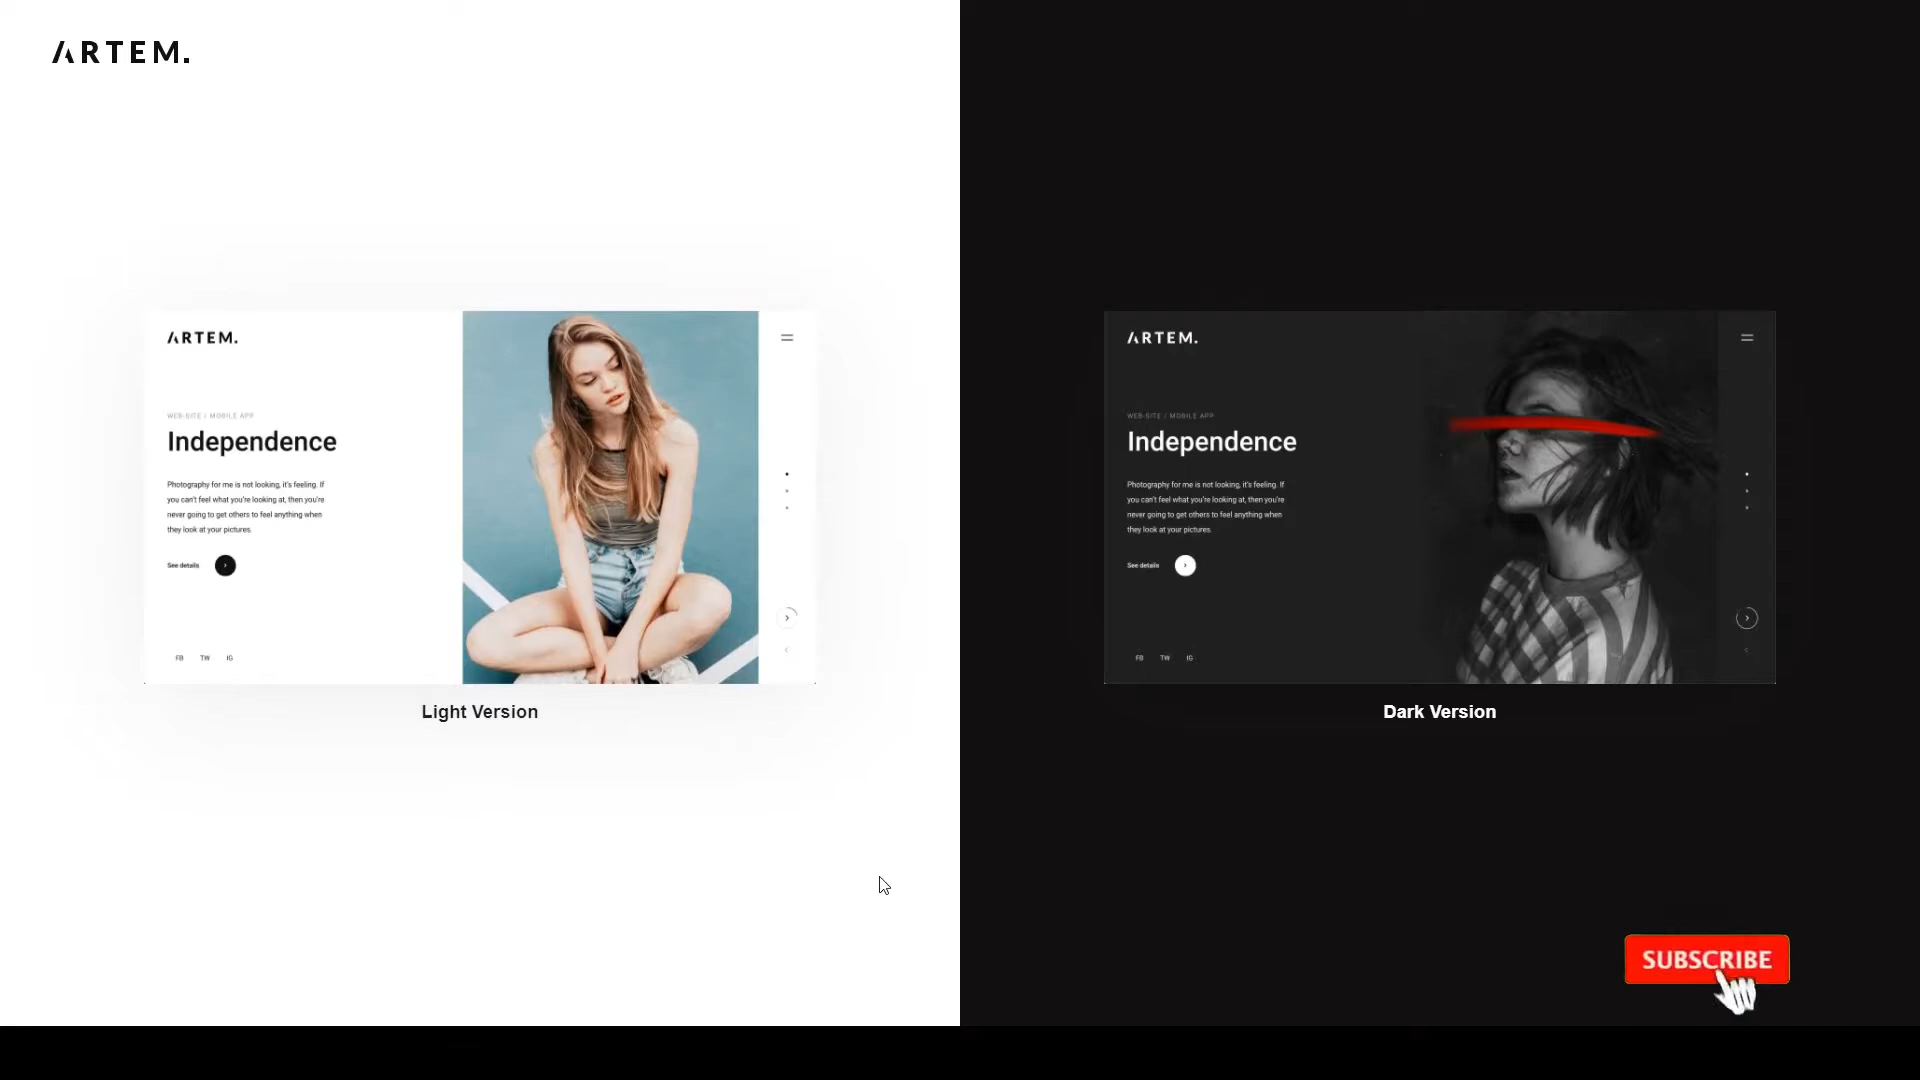 ARTEM.
ARTEM.
WEB-SITE / MOBILE APP
Independence
Photography for me is not looking, it's feeling. If
you can't feel what you're looking at, then you're
never going to get others to feel anything when
they look at your pictures.
See details
FB TW IG
Light Version
ARTEM.
WEB-SITE / MOBILE APP
Independence
Photography for me is not looking, it's feeling. If
you can't feel what you're looking at, then you're
never going to get others to feel anything when
they look at your pictures.
See details
FB TW IG
Dark Version
SUBSCRIBE